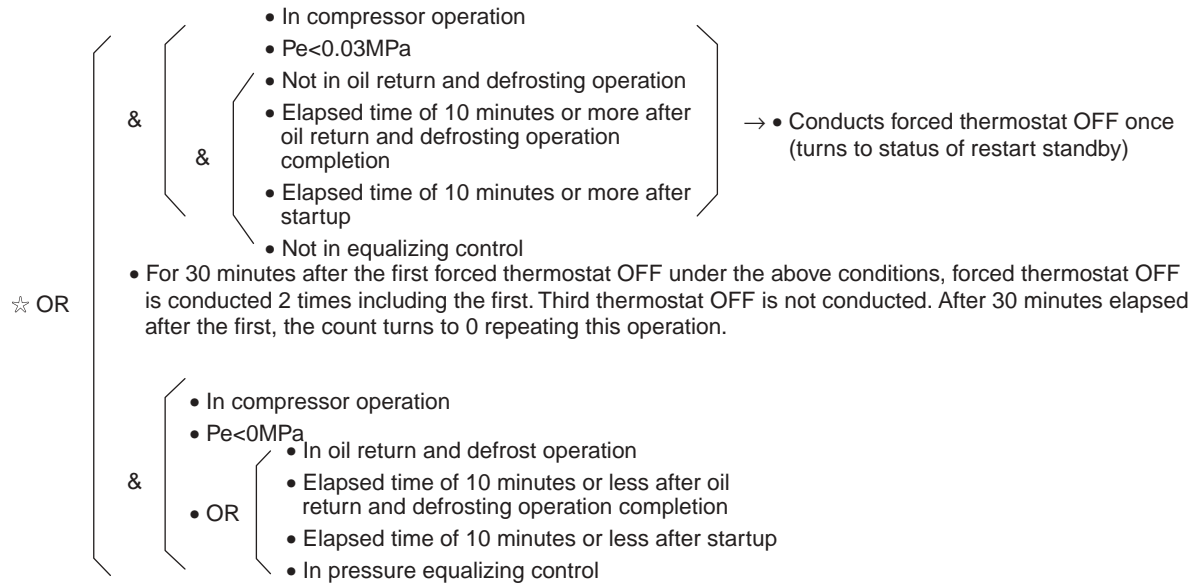 • In compressor operation
• Pe<0.03MPa
• Not in oil return and defrosting operation
• Elapsed time of 10 minutes or more after
oil return and defrosting operation
completion
• Elapsed time of 10 minutes or more after
startup
• Not in equalizing control
&
&
→ • Conducts forced thermostat OFF once
(turns to status of restart standby)
☆ OR
• For 30 minutes after the first forced thermostat OFF under the above conditions, forced thermostat OFF
is conducted 2 times including the first. Third thermostat OFF is not conducted. After 30 minutes elapsed
after the first, the count turns to 0 repeating this operation.
&
• In compressor operation
• Pe<0MPa
• OR
• In oil return and defrost operation
• Elapsed time of 10 minutes or less after oil
return and defrosting operation completion
• Elapsed time of 10 minutes or less after startup
• In pressure equalizing control